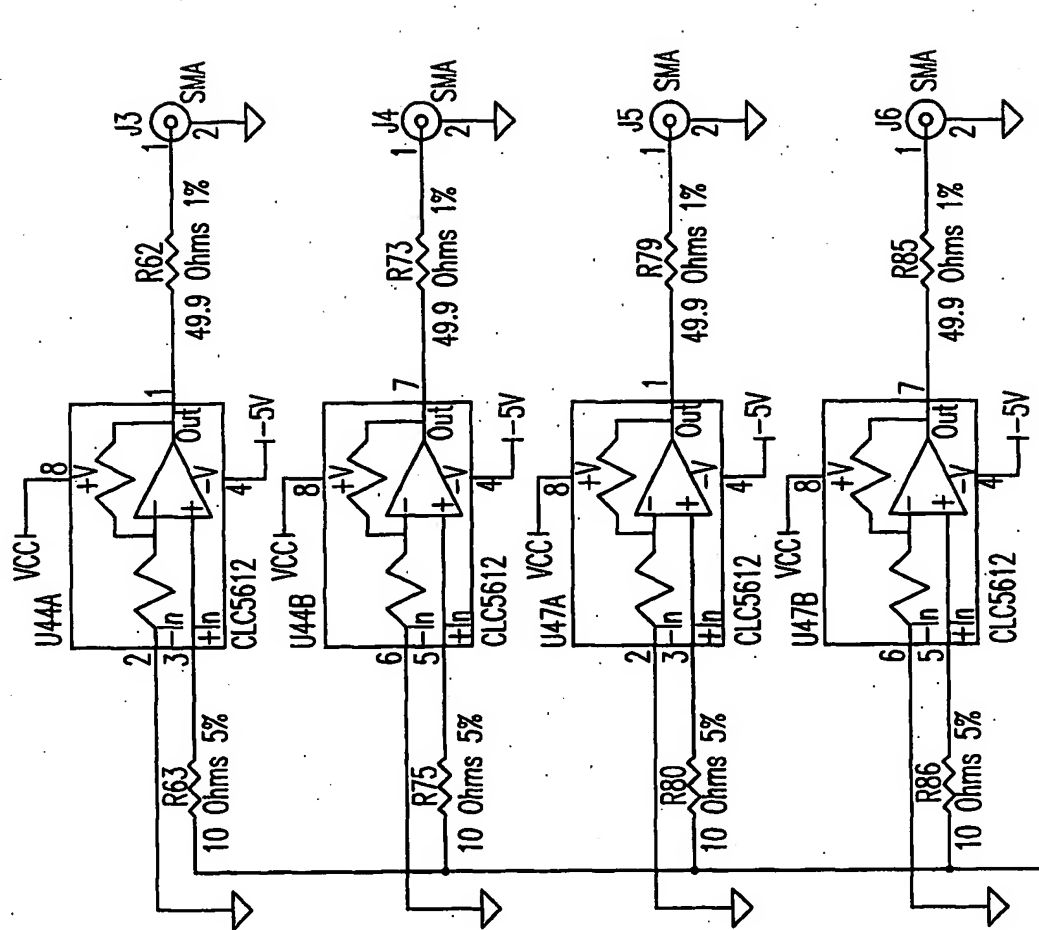 J3
SMA
1
2
R62
49.9 Ohms 1%
VCC
8
U44A
+V
1
Out
-V
4
-5V
2
3
-In
+In
CLC5612
-
+
R63
10 Ohms 5%
J4
SMA
1
2
R73
49.9 Ohms 1%
VCC
8
U44B
+V
7
Out
-V
4
-5V
6
5
-In
+In
CLC5612
-
+
R75
10 Ohms 5%
J5
SMA
1
2
R79
49.9 Ohms 1%
VCC
8
U47A
+V
1
Out
-V
4
-5V
2
3
-In
+In
CLC5612
-
+
R80
10 Ohms 5%
J6
SMA
1
2
R85
49.9 Ohms 1%
VCC
8
U47B
+V
7
Out
-V
4
-5V
6
5
-In
+In
CLC5612
-
+
R86
10 Ohms 5%